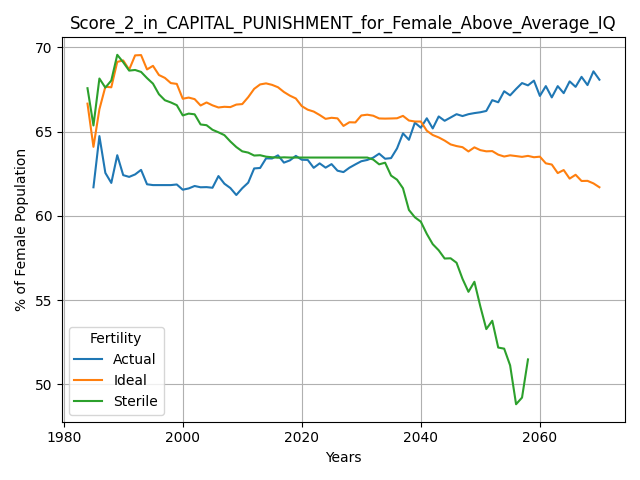 Score_2_in_CAPITAL_PUNISHMENT_for_Female_Above_Average_IQ
% of Female Population
70
65
60
55
50
Fertility
Actual
Ideal
Sterile
1980
2000
2020
2040
2060
Years